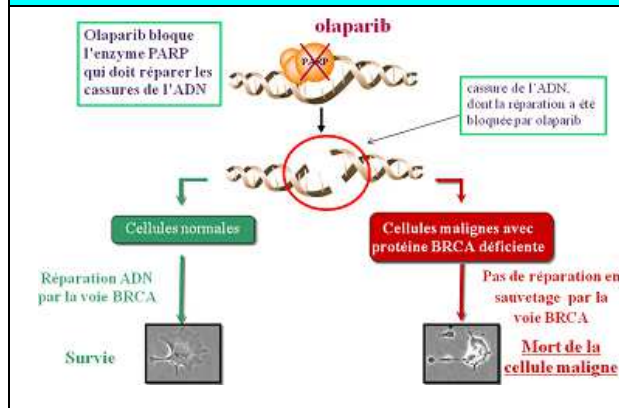 olaparib
Olaparib bloque
l'enzyme PARP
qui doit réparer les
cassures de l'ADN
PARP
cassure de l'ADN,
dont la réparation a été
bloquée par olaparib
Cellules normales
Cellules malignes avec
protéine BRCA déficiente
Réparation ADN
par la voie BRCA
Pas de réparation en
sauvetage par la
voie BRCA
Survie
Mort de la
cellule maligne